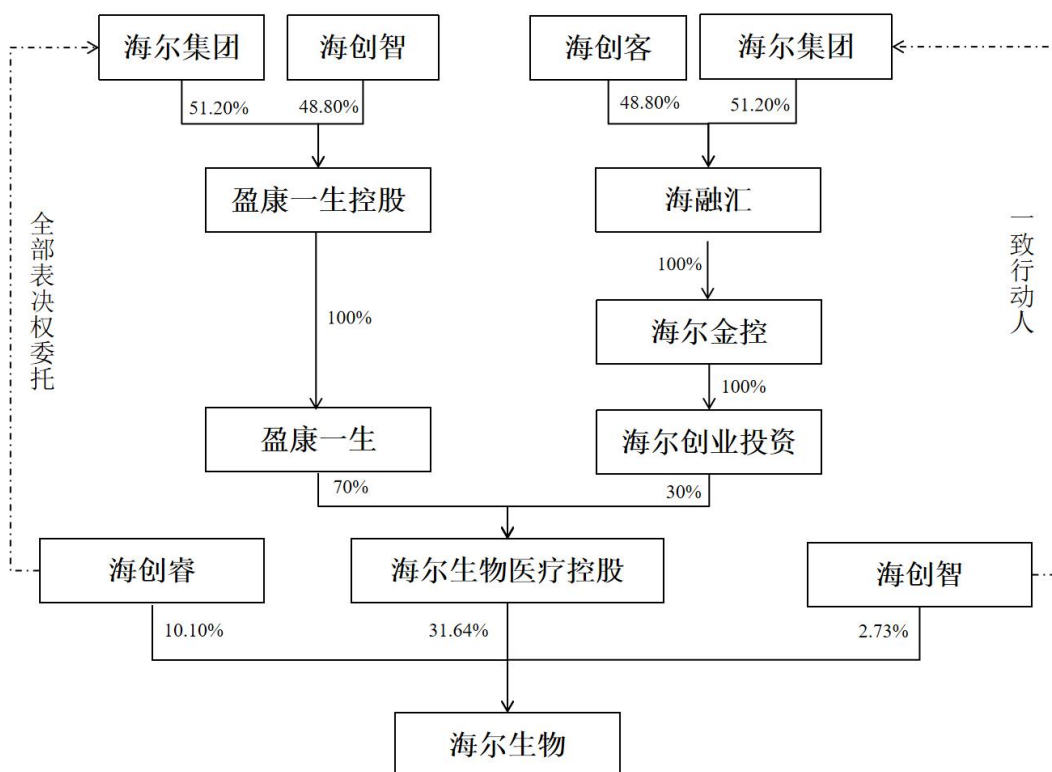 海尔集团
海创智
海创客
海尔集团
51.20%
48.80%
48.80%
51.20%
盈康一生控股
海融汇
全部表决权委托
一致行动人
100%
100%
海尔金控
100%
盈康一生
海尔创业投资
70%
30%
海创睿
海尔生物医疗控股
海创智
10.10%
31.64%
2.73%
海尔生物